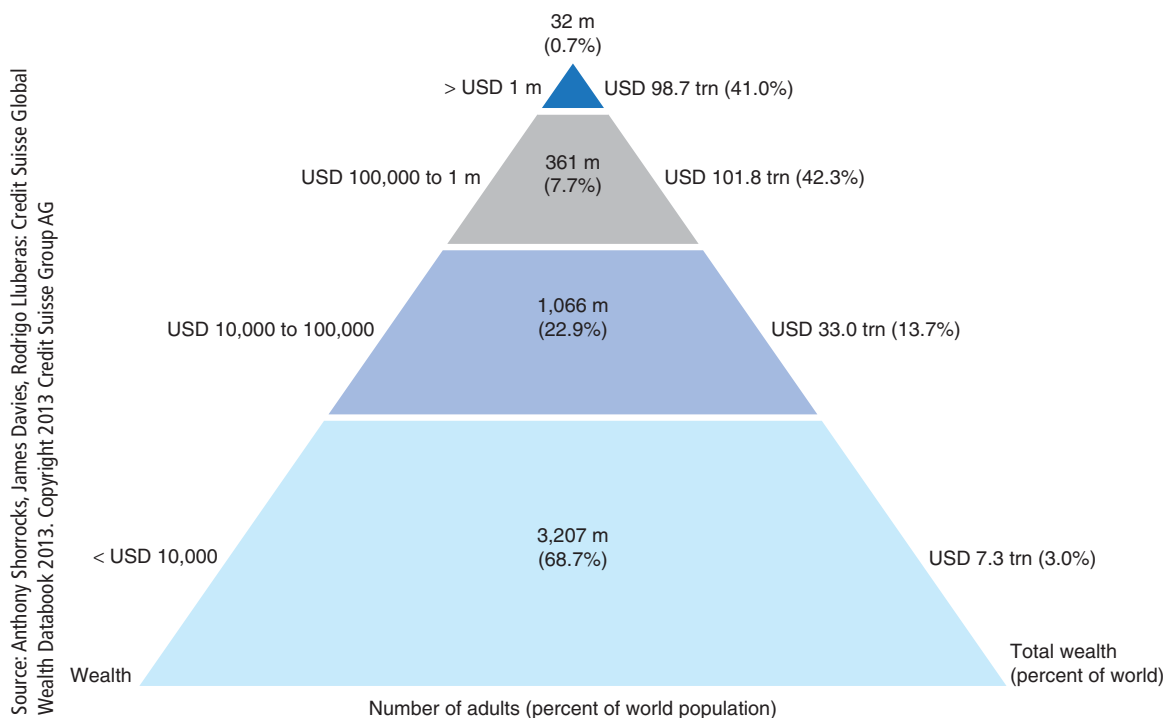 Source: Anthony Shorrocks, James Davies, Rodrigo Lluberas: Credit Suisse Global
Wealth Databook 2013. Copyright 2013 Credit Suisse Group AG
32 m
(0.7%)
> USD 1 m
USD 98.7 trn (41.0%)
USD 100,000 to 1 m
361 m
(7.7%)
USD 101.8 trn (42.3%)
USD 10,000 to 100,000
1,066 m
(22.9%)
USD 33.0 trn (13.7%)
< USD 10,000
3,207 m
(68.7%)
USD 7.3 trn (3.0%)
Wealth
Total wealth
(percent of world)
Number of adults (percent of world population)